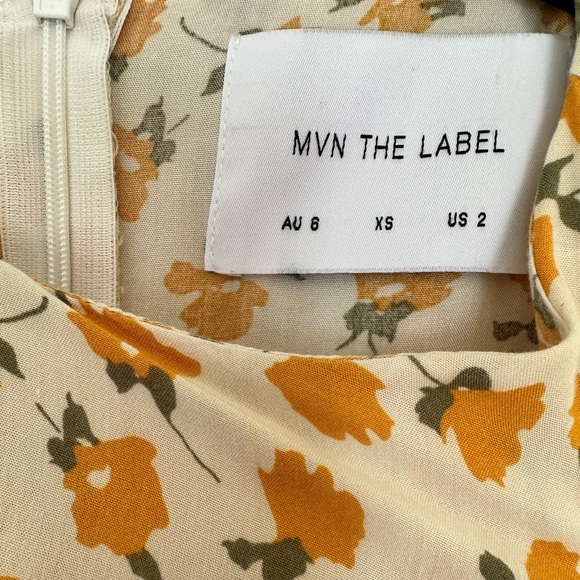 MVN THE LABEL
AU 6 XS US 2